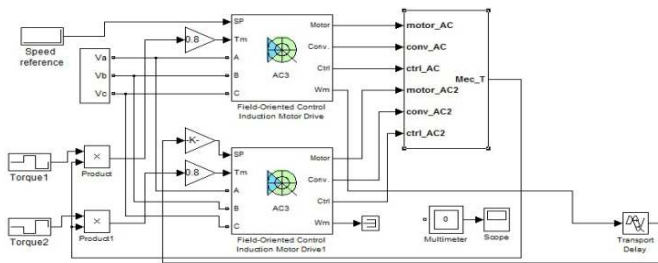 Speed
reference
Va
Vb
Vc
0.8
SP
Tm
A
B
C
AC3
Motor
Conv.
Ctrl
Wm
Field-Oriented Control
Induction Motor Drive
motor_AC
conv_AC
ctrl_AC
motor_AC2
conv_AC2
ctrl_AC2
Mec_T
Torque1
×
Product
Torque2
×
Product1
-K-
0.8
SP
Tm
A
B
C
AC3
Motor
Conv.
Ctrl
Wm
Field-Oriented Control
Induction Motor Drive1
0
Multimeter
Scope
Transport
Delay